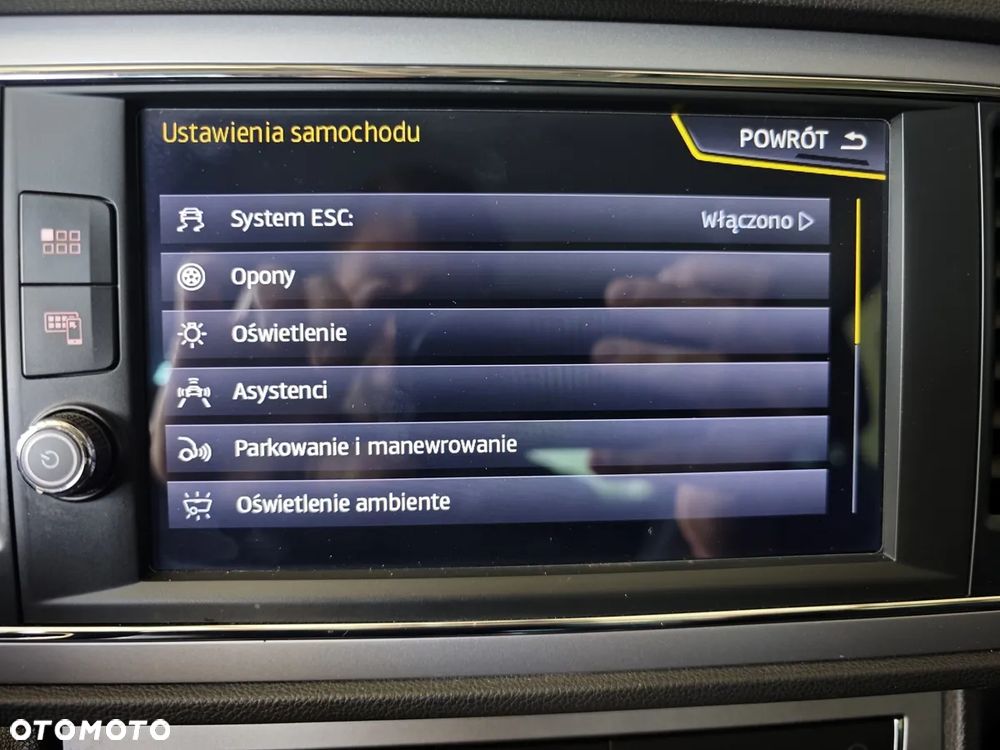 Ustawienia samochodu
POWRÓT
System ESC: Włączono
Opony
Oświetlenie
Asystenci
Parkowanie i manewrowanie
Oświetlenie ambiente
OTOMOTO